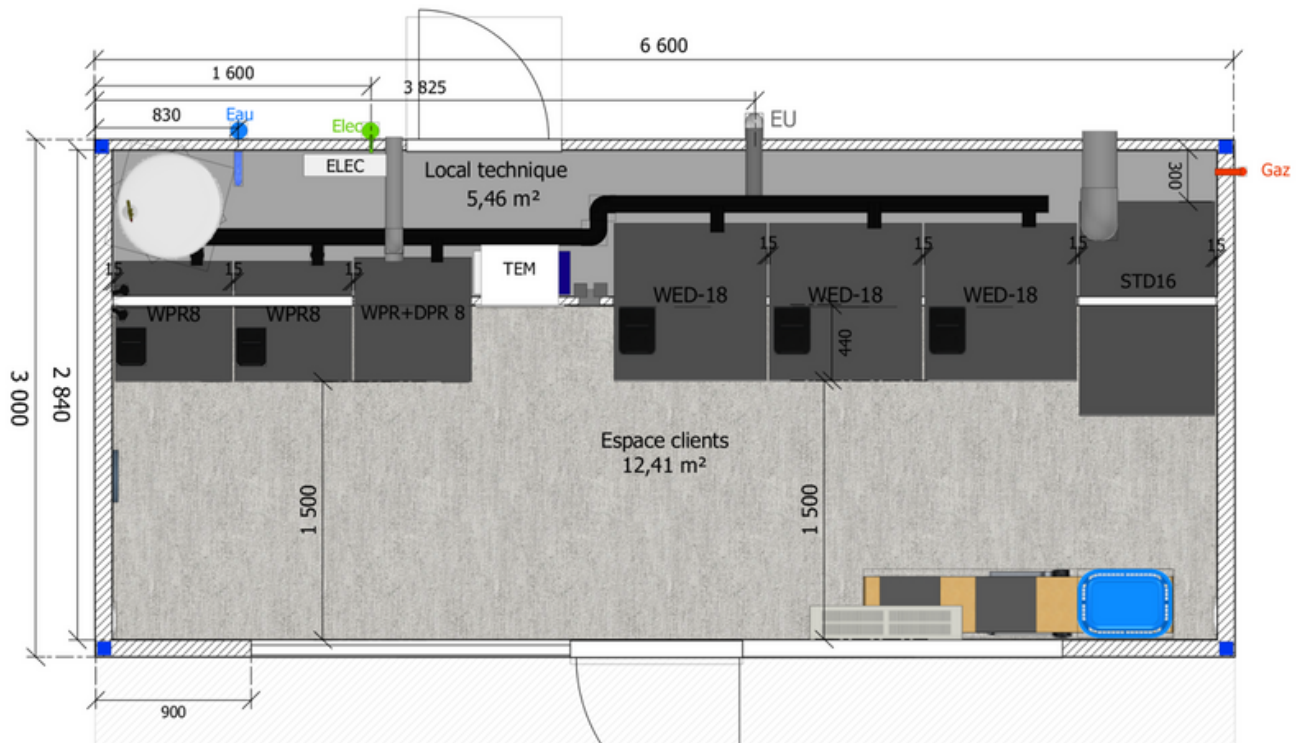 6 600
1 600
3 825
830
Eau
Elec
EU
ELEC
Local technique
5,46 m²
300
Gaz
15
15
15
15
15
15
15
TEM
STD16
WED-18
WED-18
WED-18
WPR8
WPR8
WPR+DPR 8
440
3 000
2 840
Espace clients
12,41 m²
1 500
1 500
900